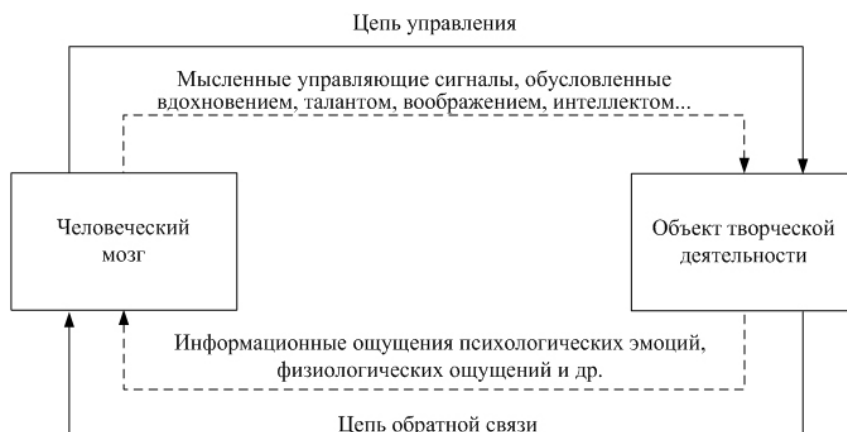 Цепь управления
Мысленные управляющие сигналы, обусловленные
вдохновением, талантом, воображением, интеллектом...
Человеческий
мозг
Объект творческой
деятельности
Информационные ощущения психологических эмоций,
физиологических ощущений и др.
Цепь обратной связи